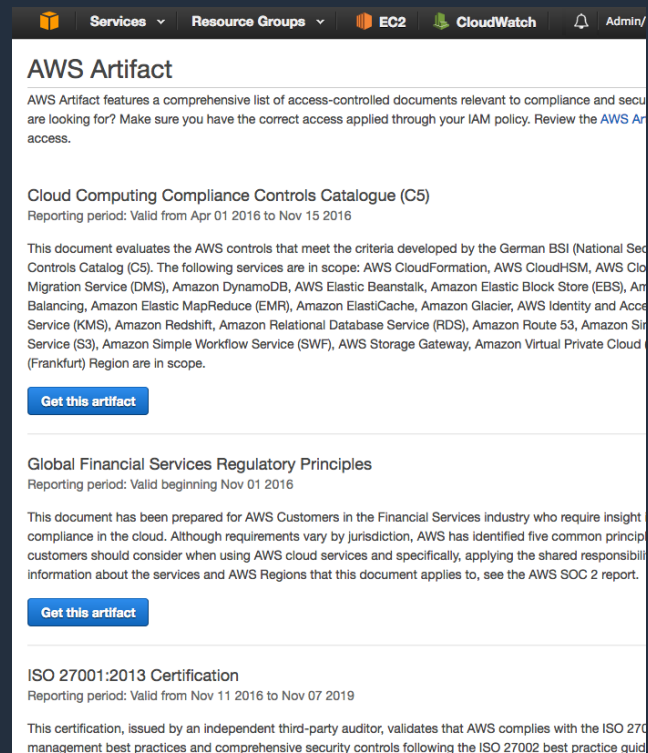 Services Resource Groups EC2 CloudWatch Admin/
AWS Artifact
AWS Artifact features a comprehensive list of access-controlled documents relevant to compliance and secu
are looking for? Make sure you have the correct access applied through your IAM policy. Review the AWS Ar
access.
Cloud Computing Compliance Controls Catalogue (C5)
Reporting period: Valid from Apr 01 2016 to Nov 15 2016
This document evaluates the AWS controls that meet the criteria developed by the German BSI (National Sec
Controls Catalog (C5). The following services are in scope: AWS CloudFormation, AWS CloudHSM, AWS Clo
Migration Service (DMS), Amazon DynamoDB, AWS Elastic Beanstalk, Amazon Elastic Block Store (EBS), Am
Balancing, Amazon Elastic MapReduce (EMR), Amazon ElastiCache, Amazon Glacier, AWS Identity and Acce
Service (KMS), Amazon Redshift, Amazon Relational Database Service (RDS), Amazon Route 53, Amazon Sim
Service (S3), Amazon Simple Workflow Service (SWF), AWS Storage Gateway, Amazon Virtual Private Cloud (
(Frankfurt) Region are in scope.
Get this artifact
Global Financial Services Regulatory Principles
Reporting period: Valid beginning Nov 01 2016
This document has been prepared for AWS Customers in the Financial Services industry who require insight i
compliance in the cloud. Although requirements vary by jurisdiction, AWS has identified five common principl
customers should consider when using AWS cloud services and specifically, applying the shared responsibili
information about the services and AWS Regions that this document applies to, see the AWS SOC 2 report.
Get this artifact
ISO 27001:2013 Certification
Reporting period: Valid from Nov 11 2016 to Nov 07 2019
This certification, issued by an independent third-party auditor, validates that AWS complies with the ISO 270
management best practices and comprehensive security controls following the ISO 27002 best practice guid